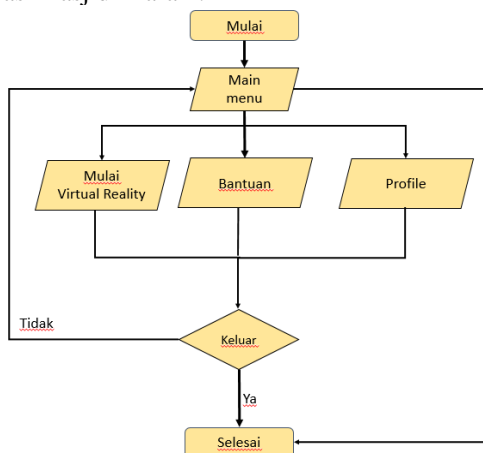 Mulai
Main
menu
Mulai
Virtual Reality
Bantuan
Profile
Tidak
Keluar
Ya
Selesai